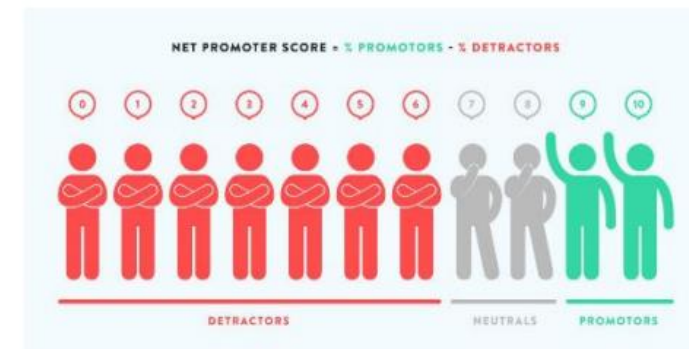 NET PROMOTER SCORE = % PROMOTORS - % DETRACTORS
0 1 2 3 4 5 6 7 8 9 10
DETRACTORS NEUTRALS PROMOTORS